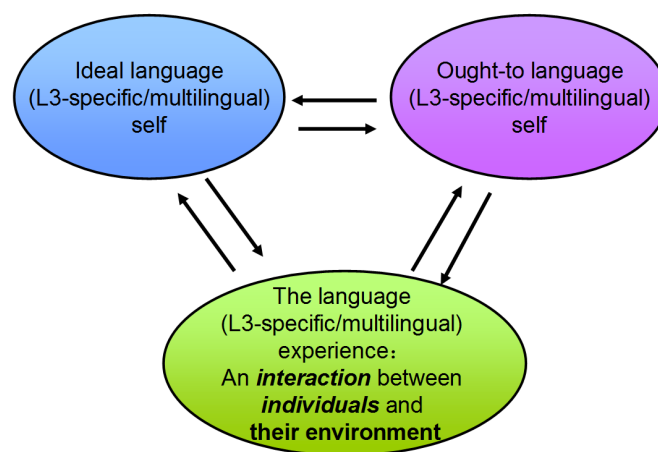 Ideal language
(L3-specific/multilingual)
self
Ought-to language
(L3-specific/multilingual)
self
The language
(L3-specific/multilingual)
experience：
An interaction between
individuals and
their environment